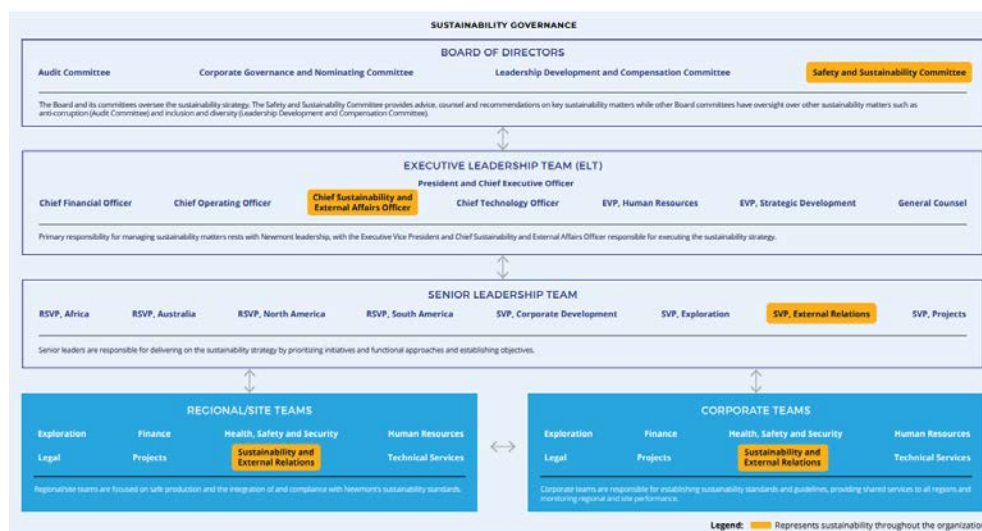 SUSTAINABILITY GOVERNANCE
BOARD OF DIRECTORS
Audit Committee Corporate Governance and Nominating Committee Leadership Development and Compensation Committee Safety and Sustainability Committee
The Board and its committees oversee the sustainability strategy. The Safety and Sustainability Committee provides advice, counsel and recommendations on key sustainability matters while other Board committees have oversight over other sustainability matters such as
anti-corruption (Audit Committee) and inclusion and diversity (Leadership Development and Compensation Committee).
EXECUTIVE LEADERSHIP TEAM (ELT)
President and Chief Executive Officer
Chief Financial Officer Chief Operating Officer Chief Sustainability and External Affairs Officer Chief Technology Officer EVP, Human Resources EVP, Strategic Development General Counsel
Primary responsibility for managing sustainability matters rests with Newmont leadership, with the Executive Vice President and Chief Sustainability and External Affairs Officer responsible for executing the sustainability strategy.
SENIOR LEADERSHIP TEAM
RSVP, Africa RSVP, Australia RSVP, North America RSVP, South America SVP, Corporate Development SVP, Exploration SVP, External Relations SVP, Projects
Senior leaders are responsible for delivering on the sustainability strategy by prioritizing initiatives and functional approaches and establishing objectives.
REGIONAL/SITE TEAMS
Exploration Finance Health, Safety and Security Human Resources
Legal Projects Sustainability and External Relations Technical Services
Regional/site teams are focused on safe production and the integration of and compliance with Newmont's sustainability standards.
CORPORATE TEAMS
Exploration Finance Health, Safety and Security Human Resources
Legal Projects Sustainability and External Relations Technical Services
Corporate teams are responsible for establishing sustainability standards and guidelines, providing shared services to all regions and
monitoring regional and site performance.
Legend: Represents sustainability throughout the organization